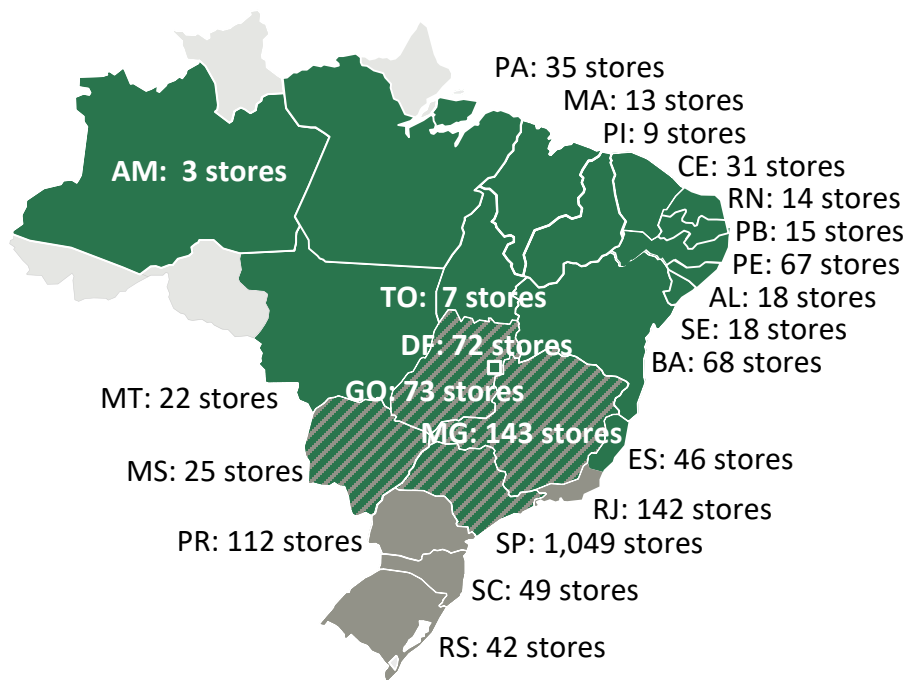 PA: 35 stores
MA: 13 stores
PI: 9 stores
CE: 31 stores
AM:  3 stores
RN: 14 stores
PB: 15 stores
PE: 67 stores
TO:  7 stores
AL: 18 stores
SE: 18 stores
DF: 72 stores
BA: 68 stores
GO: 73 stores
MT: 22 stores
MG: 143 stores
ES: 46 stores
MS: 25 stores
RJ: 142 stores
PR: 112 stores
SP: 1,049 stores
SC: 49 stores
RS: 42 stores